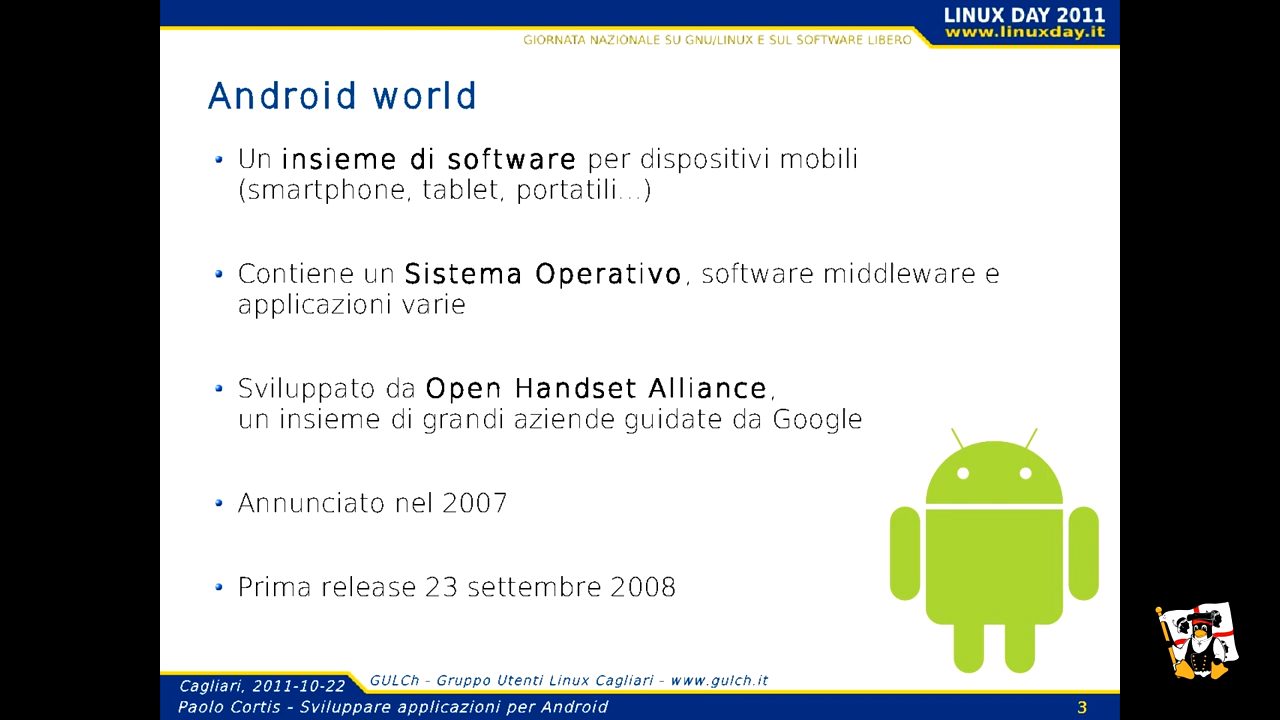 LINUX DAY 2011
www.linuxday.it
GIORNATA NAZIONALE SU GNU/LINUX E SUL SOFTWARE LIBERO
Android world
Un insieme di software per dispositivi mobili
(smartphone, tablet, portatili...)
Contiene un Sistema Operativo, software middleware e
applicazioni varie
Sviluppato da Open Handset Alliance,
un insieme di grandi aziende guidate da Google
Annunciato nel 2007
Prima release 23 settembre 2008
Cagliari, 2011-10-22
GULCh - Gruppo Utenti Linux Cagliari - www.gulch.it
Paolo Cortis - Sviluppare applicazioni per Android
3